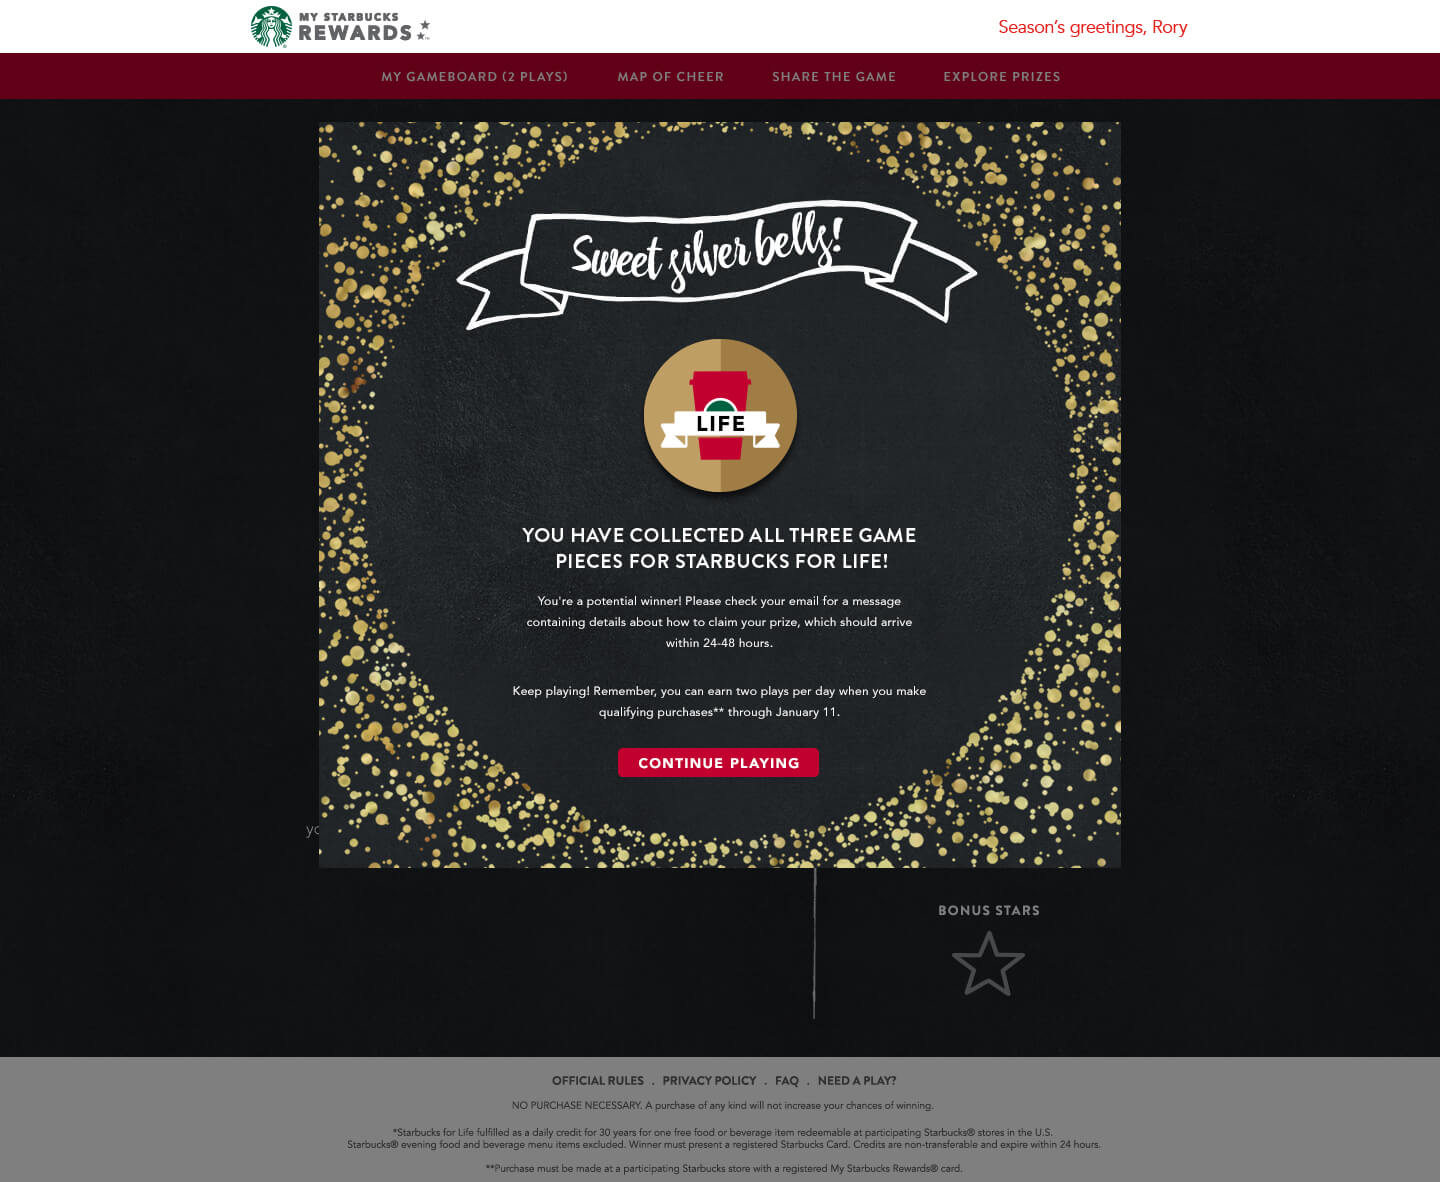 MY STARBUCKS
REWARDS
Season's greetings, Rory
MY GAMEBOARD (2 PLAYS)
MAP OF CHEER
SHARE THE GAME
EXPLORE PRIZES
Sweet silver bells!
LIFE
YOU HAVE COLLECTED ALL THREE GAME
PIECES FOR STARBUCKS FOR LIFE!
You're a potential winner! Please check your email for a message
containing details about how to claim your prize, which should arrive
within 24-48 hours.
Keep playing! Remember, you can earn two plays per day when you make
qualifying purchases** through January 11.
CONTINUE PLAYING
BONUS STARS
OFFICIAL RULES . PRIVACY POLICY . FAQ . NEED A PLAY?
NO PURCHASE NECESSARY. A purchase of any kind will not increase your chances of winning.
*Starbucks for Life fulfilled as a daily credit for 30 years for one free food or beverage item redeemable at participating Starbucks® stores in the U.S.
Starbucks® evening food and beverage menu items excluded. Winner must present a registered Starbucks Card. Credits are non-transferable and expire within 24 hours.
**Purchase must be made at a participating Starbucks store with a registered My Starbucks Rewards® card.